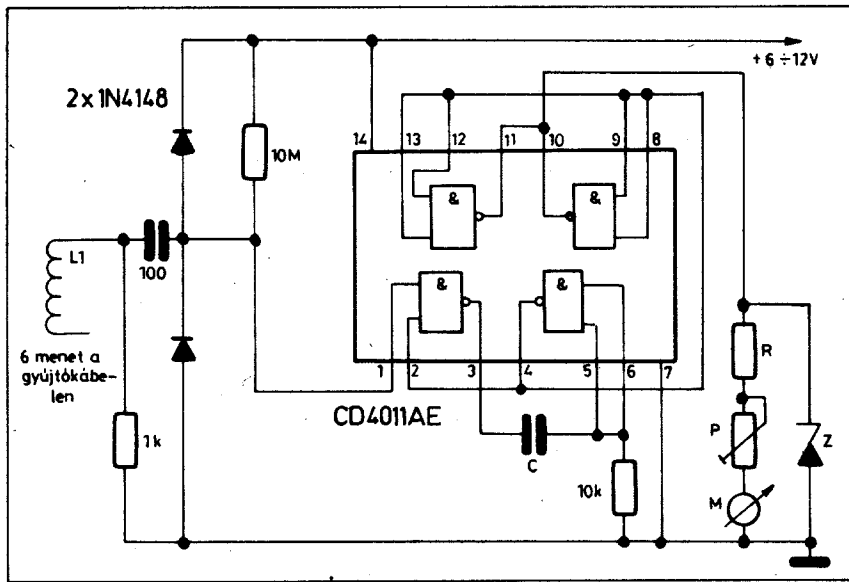 +6÷12V
2x1N4148
14
13
12
11
10
9
8
10M
&
&
L1
100
&
&
6 menet a
gyújtókábe-
len
1
2
3
4
5
6
7
R
CD4011AE
P
Z
1k
C
10k
M